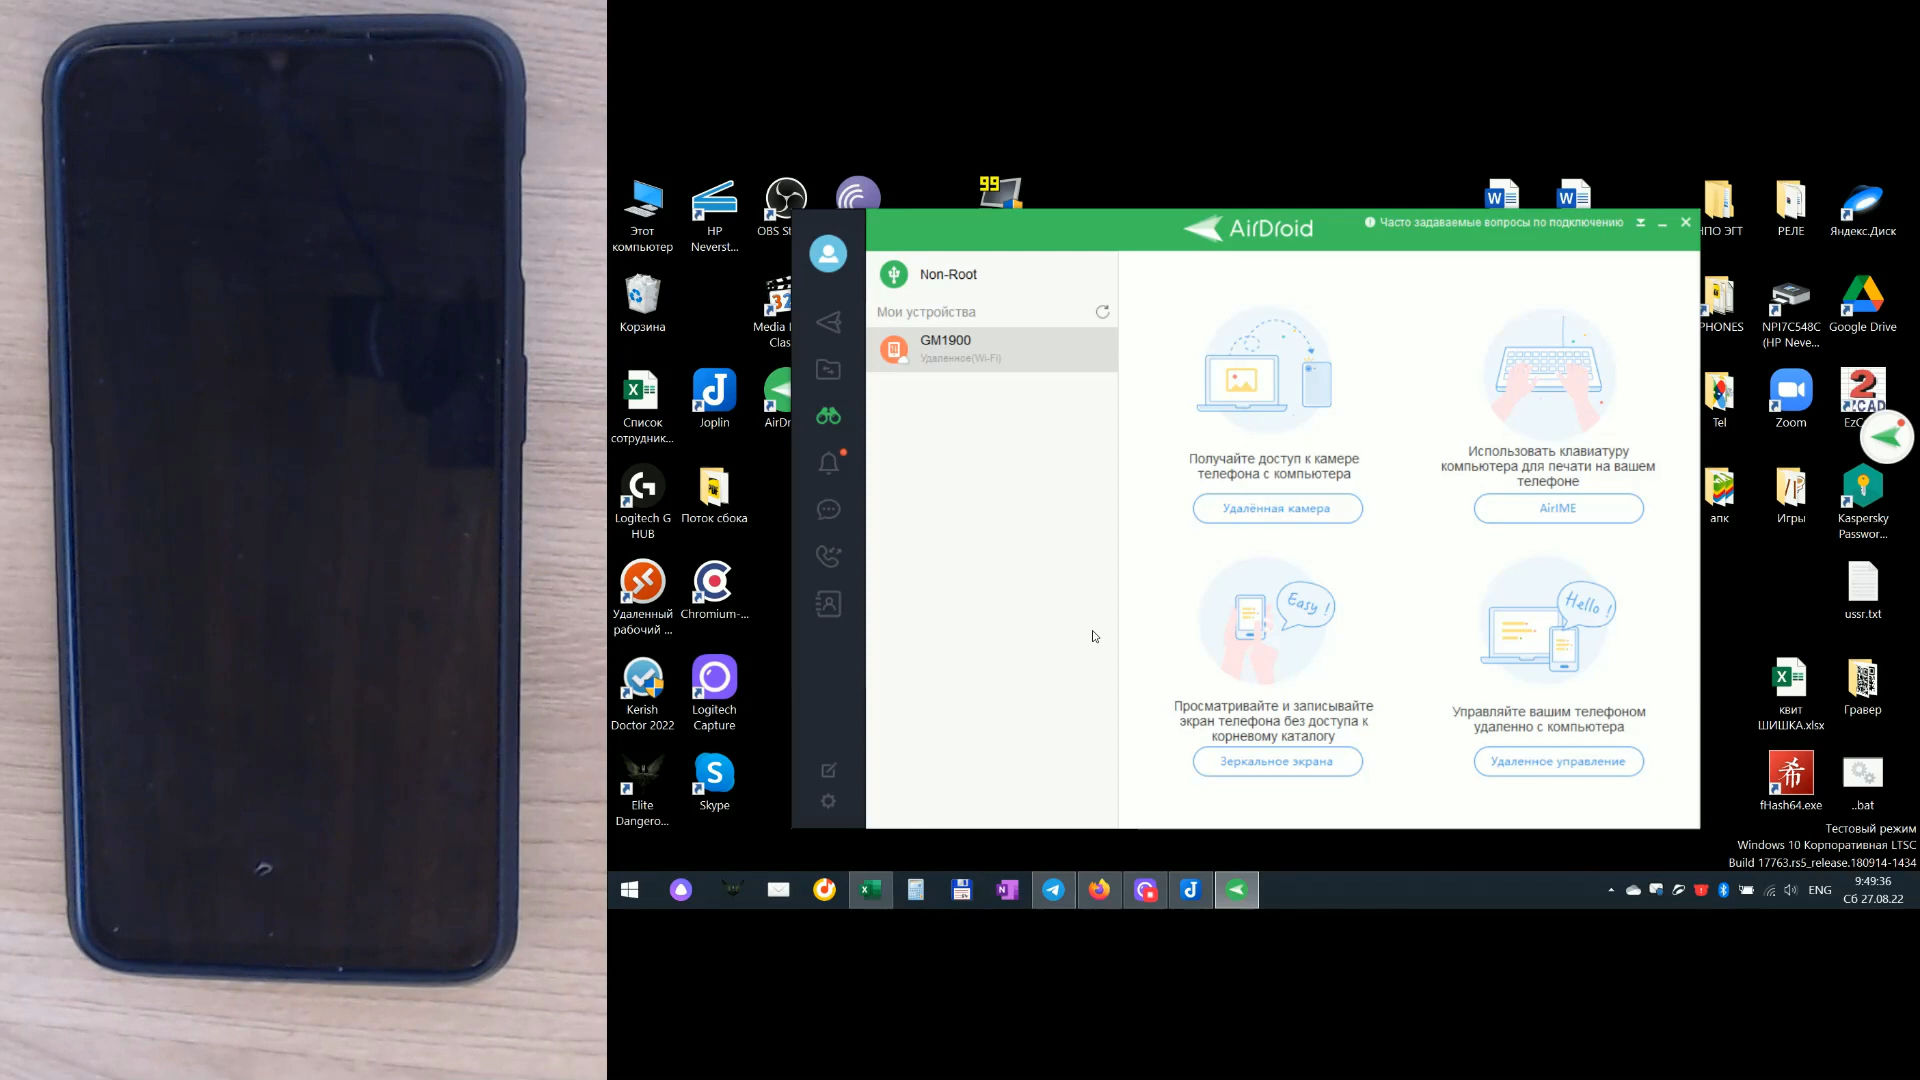 Этот
компьютер
HP
Neverst...
OBS St
99
НПО ЭГТ
РЕЛЕ
Яндекс.Диск
AirDroid
Часто задаваемые вопросы по подключению
Non-Root
Мои устройства
GM1900
Удаленное(Wi-Fi)
Корзина
Media
Clas
PHONES
NPI7C548C
(HP Neve...
Google Drive
Список
сотрудник...
Joplin
AirDr
Tel
Zoom
Получайте доступ к камере
телефона с компьютера
Удалённая камера
Использовать клавиатуру
компьютера для печати на вашем
телефоне
AirIME
Logitech G
HUB
Поток сбока
апк
Игры
Kaspersky
Passwor...
Удаленный
рабочий ...
Chromium-...
ussr.txt
Easy !
Hello !
Просматривайте и записывайте
экран телефона без доступа к
корневому каталогу
Зеркальное экрана
Управляйте вашим телефоном
удаленно с компьютера
Удаленное управление
Kerish
Doctor 2022
Logitech
Capture
квит
ШИШКА.xlsx
Гравер
Elite
Dangero...
Skype
fHash64.exe
..bat
Тестовый режим
Windows 10 Корпоративная LTSC
Build 17763.rs5_release.180914-1434
ENG
9:49:36
Сб 27.08.22